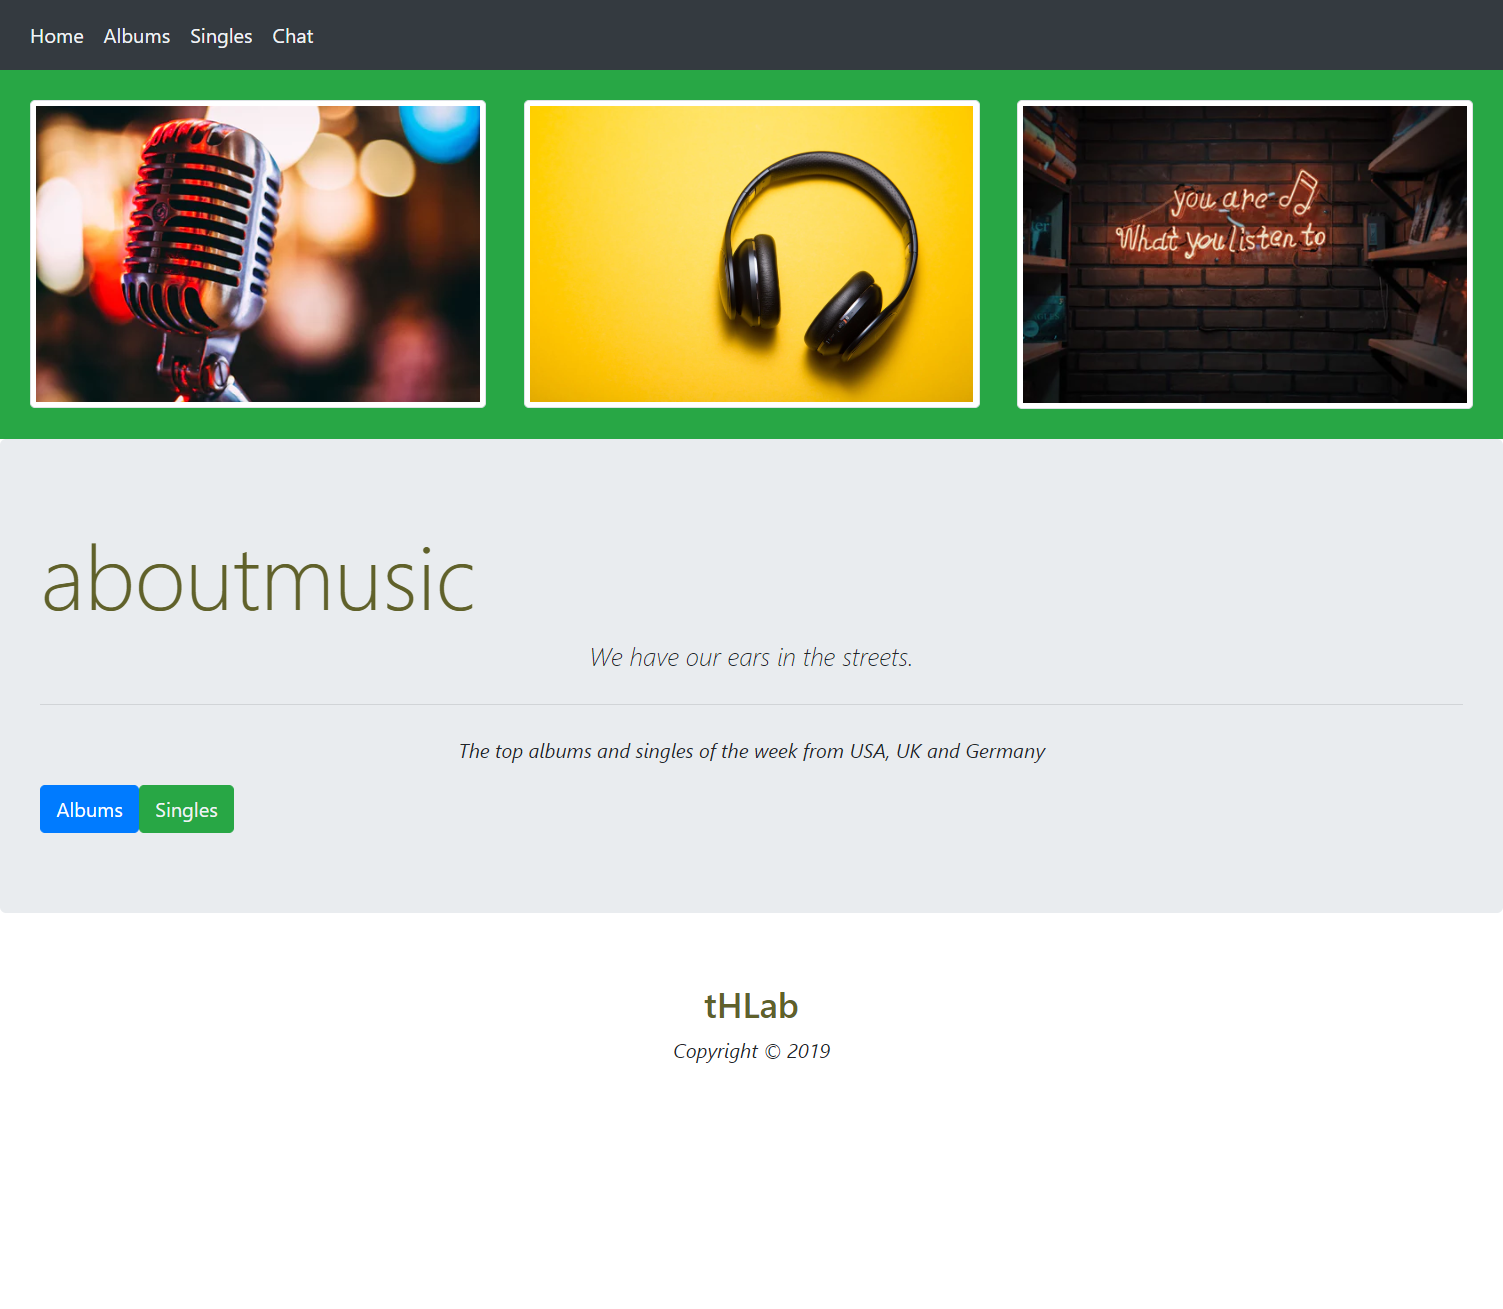 Home Albums Singles Chat
you are
What you listen to
aboutmusic
We have our ears in the streets.
The top albums and singles of the week from USA, UK and Germany
Albums Singles
tHLab
Copyright © 2019